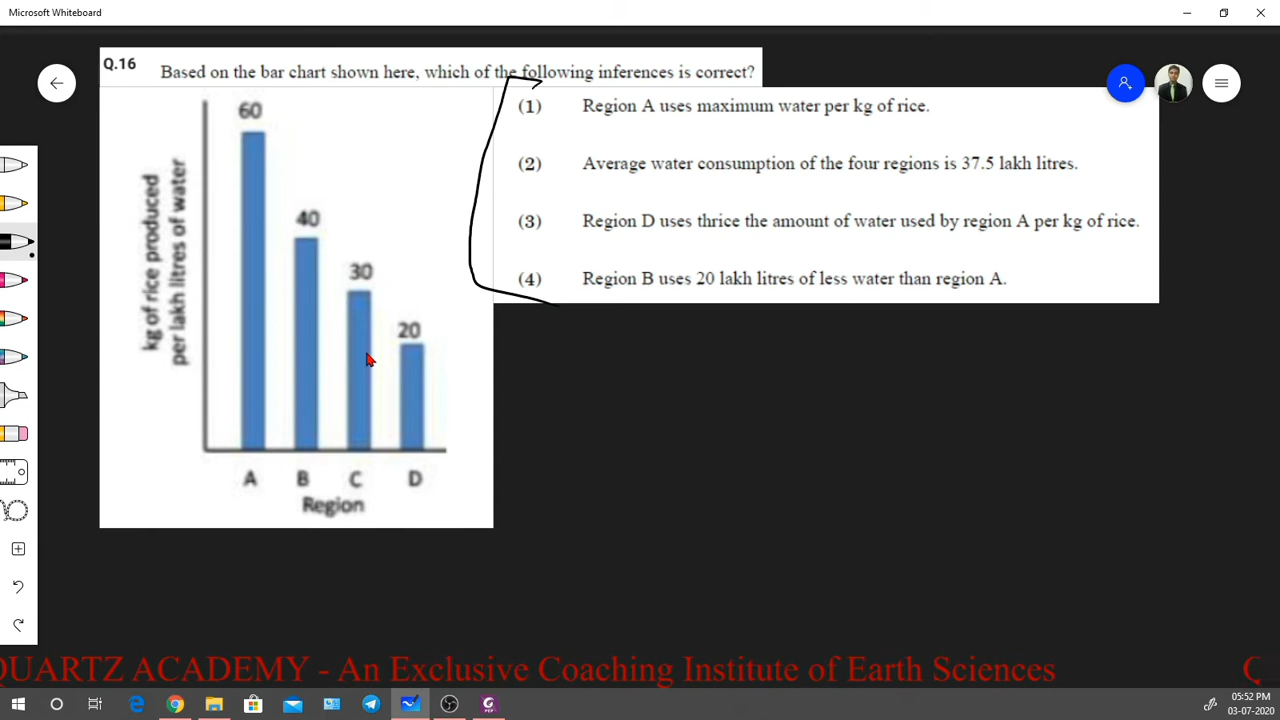 Microsoft Whiteboard
Q.16
Based on the bar chart shown here, which of the following inferences is correct?
60
40
30
20
kg of rice produced
per lakh litres of water
A B C D
Region
(1) Region A uses maximum water per kg of rice.
(2) Average water consumption of the four regions is 37.5 lakh litres.
(3) Region D uses thrice the amount of water used by region A per kg of rice.
(4) Region B uses 20 lakh litres of less water than region A.
QUARTZ ACADEMY - An Exclusive Coaching Institute of Earth Sciences
05:52 PM
03-07-2020